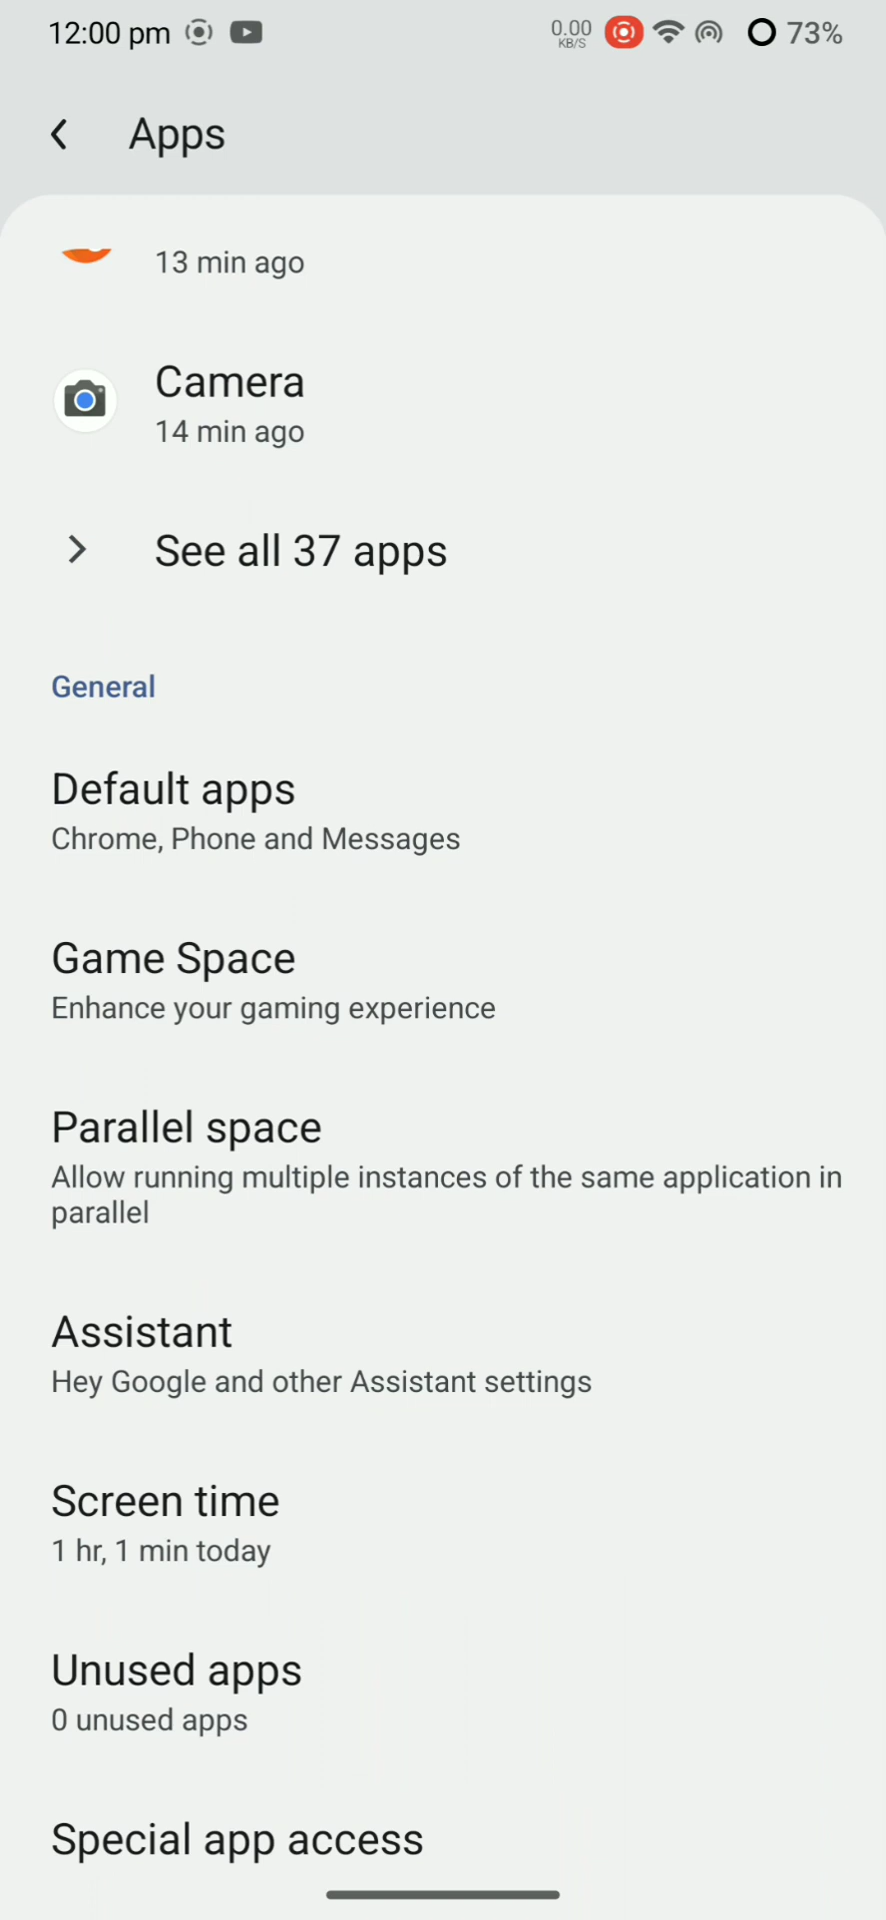 12:00 pm
0.00
KB/S
73%
Apps
13 min ago
Camera
14 min ago
See all 37 apps
General
Default apps
Chrome, Phone and Messages
Game Space
Enhance your gaming experience
Parallel space
Allow running multiple instances of the same application in
parallel
Assistant
Hey Google and other Assistant settings
Screen time
1 hr, 1 min today
Unused apps
0 unused apps
Special app access